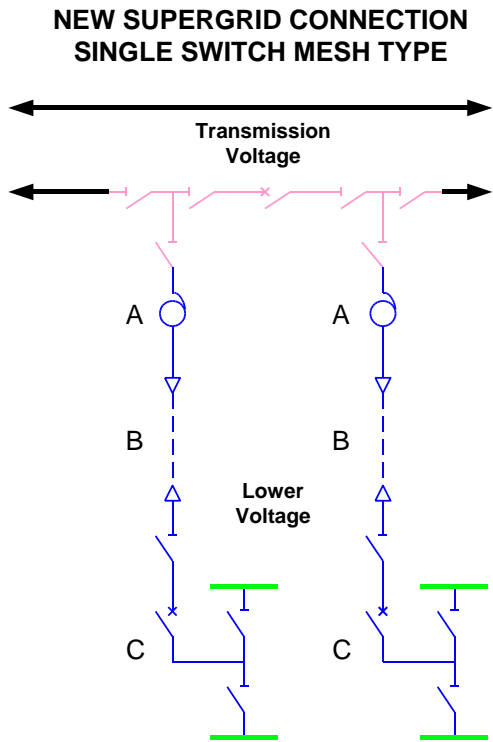 NEW SUPERGRID CONNECTION
SINGLE SWITCH MESH TYPE
Transmission
Voltage
A A
B B
Lower
Voltage
C C